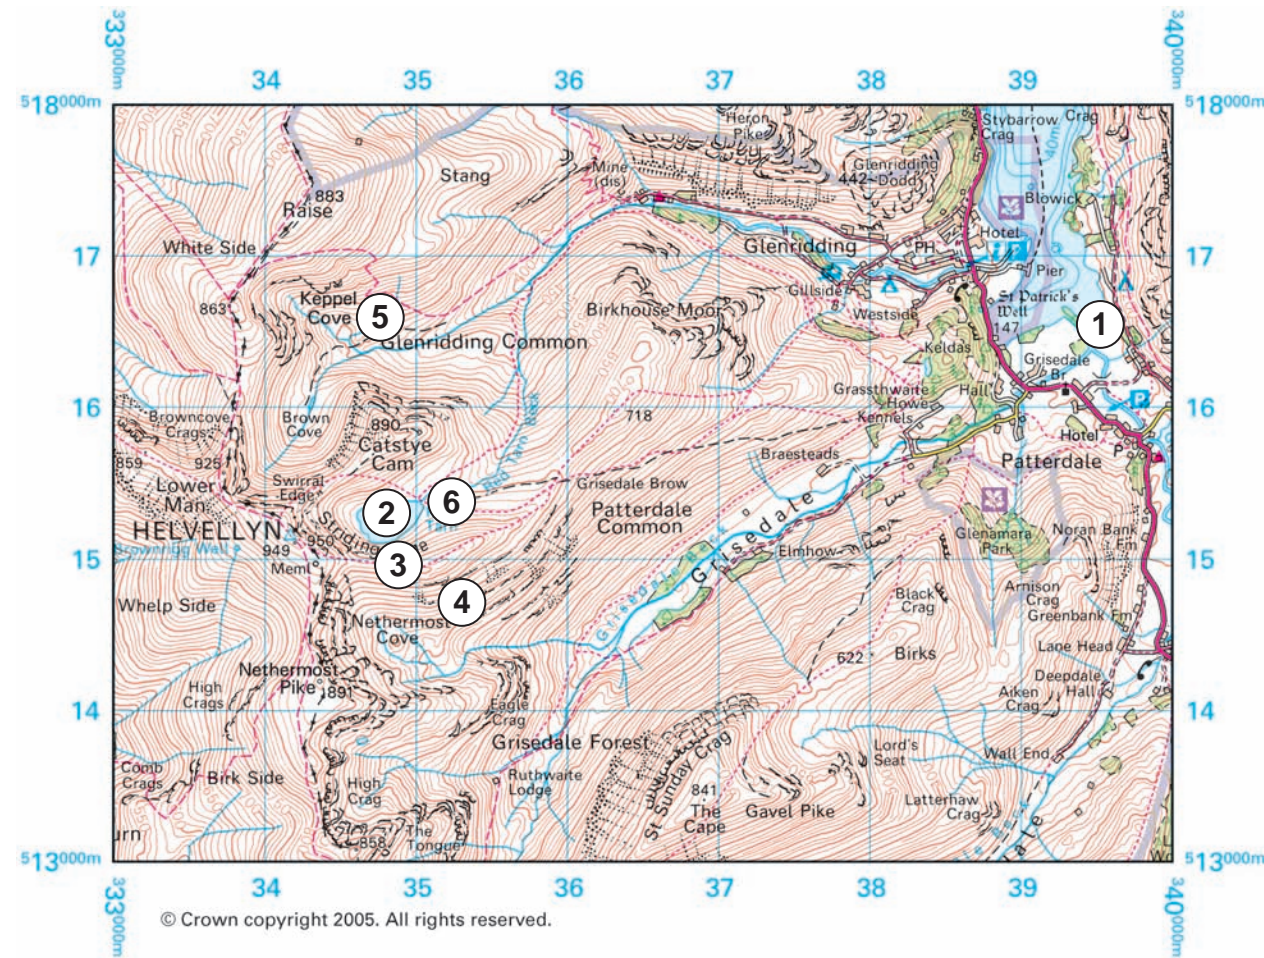 ³33000m
34
35
36
37
38
39
³40000m
⁵18000m
⁵18000m
Heron
Pike
Stybarrow
Crag
Crag
40m
Mine
(dis)
Glenridding
442
Dodd
Stang
883
Raise
Blowick
White Side
17
Glenridding
PH
Hotel
17
Pier
Keppel
Cove
863
5
Birkhouse Moor
Gillside
Westside
St Patrick's
Well
147
1
Glenridding Common
Keldas
Grisedale
Br
Grassthwaite
Howe
Hall
16
Browncove
Crags
Brown
Cove
890
Catstye
Cam
718
Kennels
P
16
Hotel
859
925
Red Tarn Beck
Braesteads
Patterdale
P
Lower
Man
Swirral
Edge
2
6
Grisedale Brow
Patterdale
Common
HELVELLYN
950
Striding
Grisedale
Glenamara
Park
Noran Bank
Fm
15
Brownrigg Well
949
Meml
3
Grisedale Beck
Elmhow
15
Whelp Side
4
Black
Crag
Arnison
Crag
Greenbank Fm
Nethermost
Cove
Lane Head
622
Birks
Nethermost
Pike
891
High
Crags
Eagle
Crag
Deepdale
Hall
Aiken
Crag
14
14
Grisedale Forest
St Sunday Crag
Lord's
Seat
Wall End
Comb
Crags
Birk Side
High
Crag
Ruthwaite
Lodge
841
The
Cape
Gavel Pike
Latterhaw
Crag
urn
858
The
Tongue
⁵13000m
⁵13000m
³33000m
34
35
36
37
38
39
³40000m
© Crown copyright 2005. All rights reserved.